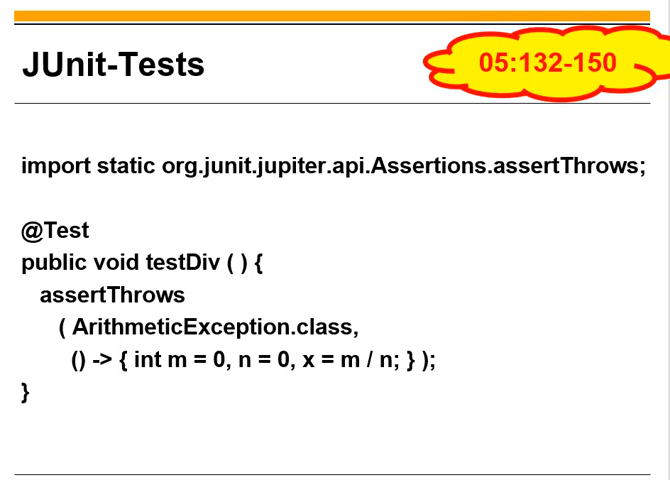 JUnit-Tests
05:132-150
import static org.junit.jupiter.api.Assertions.assertThrows;
@Test
public void testDiv ( ) {
assertThrows
( ArithmeticException.class,
() -> { int m = 0, n = 0, x = m / n; } );
}